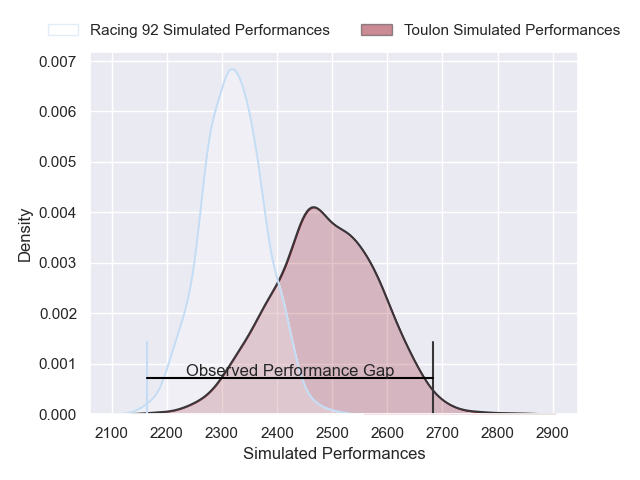 Racing 92 Simulated Performances
Toulon Simulated Performances
0.007
0.006
0.005
0.004
0.003
0.002
0.001
0.000
Density
Observed Performance Gap
2100 2200 2300 2400 2500 2600 2700 2800 2900
Simulated Performances